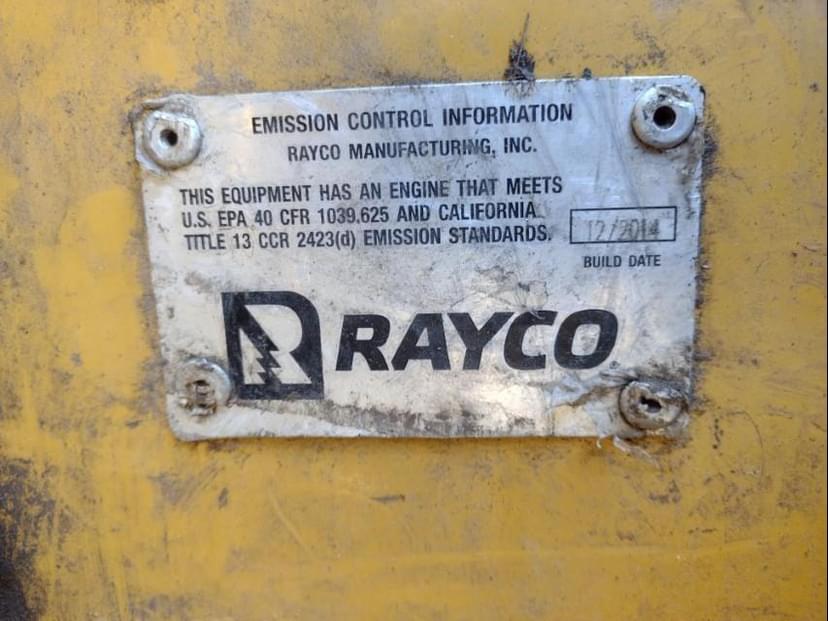 EMISSION CONTROL INFORMATION
RAYCO MANUFACTURING, INC.
THIS EQUIPMENT HAS AN ENGINE THAT MEETS
U.S. EPA 40 CFR 1039.625 AND CALIFORNIA
TITLE 13 CCR 2423(d) EMISSION STANDARDS.
12/2014
BUILD DATE
RAYCO